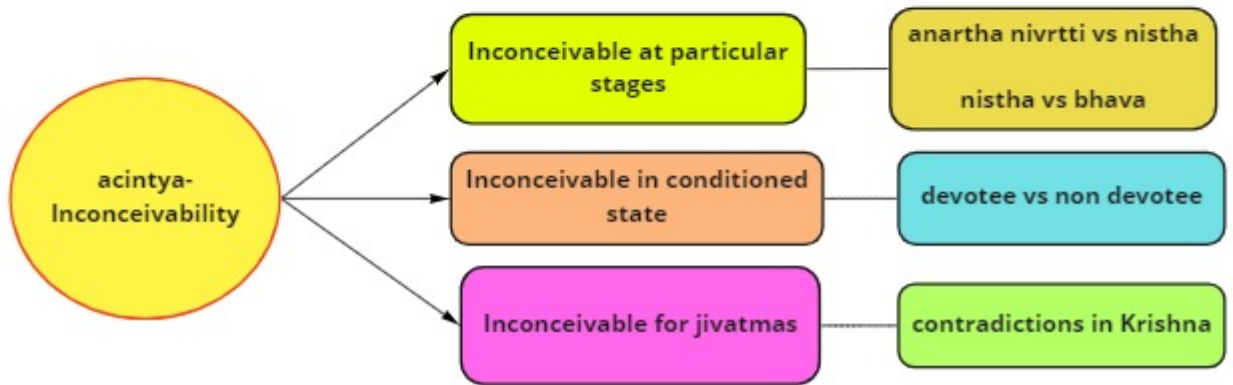 acintya-
Inconceivability
Inconceivable at particular
stages
anartha nivrtti vs nistha
nistha vs bhava
Inconceivable in conditioned
state
devotee vs non devotee
Inconceivable for jivatmas
contradictions in Krishna